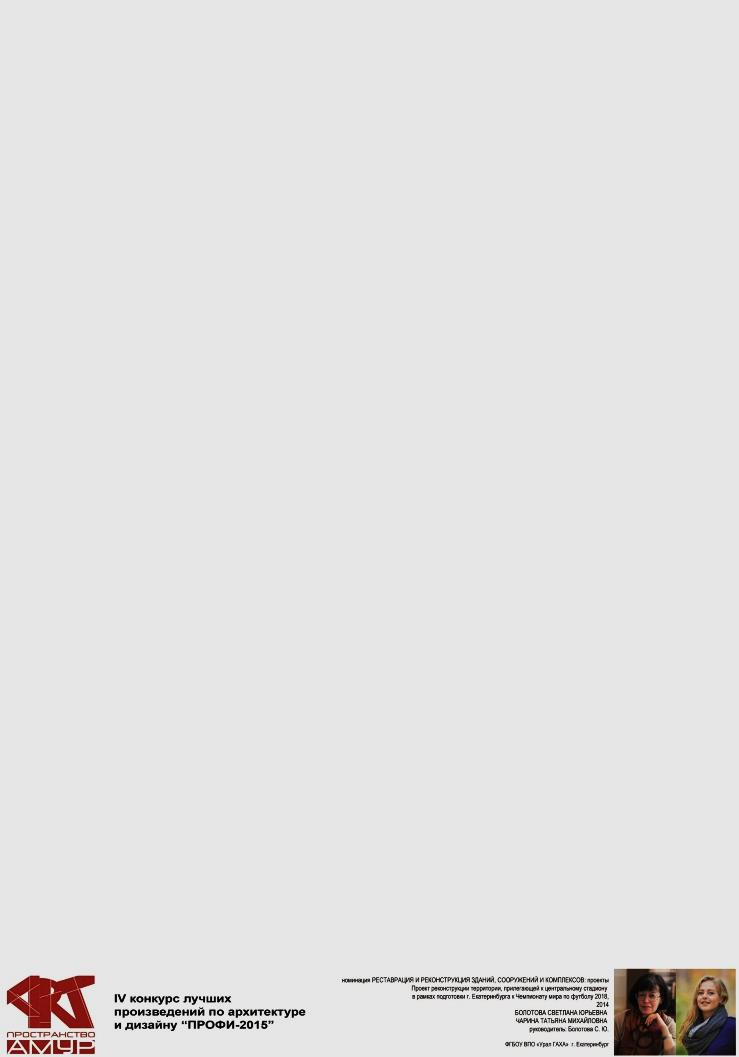 АРТ
ПРОСТРАНСТВО
АМУР
IV конкурс лучших
произведений по архитектуре
и дизайну “ПРОФИ-2015”
номинация РЕСТАВРАЦИЯ И РЕКОНСТРУКЦИЯ ЗДАНИЙ, СООРУЖЕНИЙ И КОМПЛЕКСОВ: проекты
Проект реконструкции территории, прилегающей к центральному стадиону
в рамках подготовки г. Екатеринбурга к Чемпионату мира по футболу 2018,
2014
БОЛОТОВА СВЕТЛАНА ЮРЬЕВНА
ЧАРИНА ТАТЬЯНА МИХАЙЛОВНА
руководитель: Болотова С. Ю.
ФГБОУ ВПО «Урал ГАХА» г. Екатеринбург